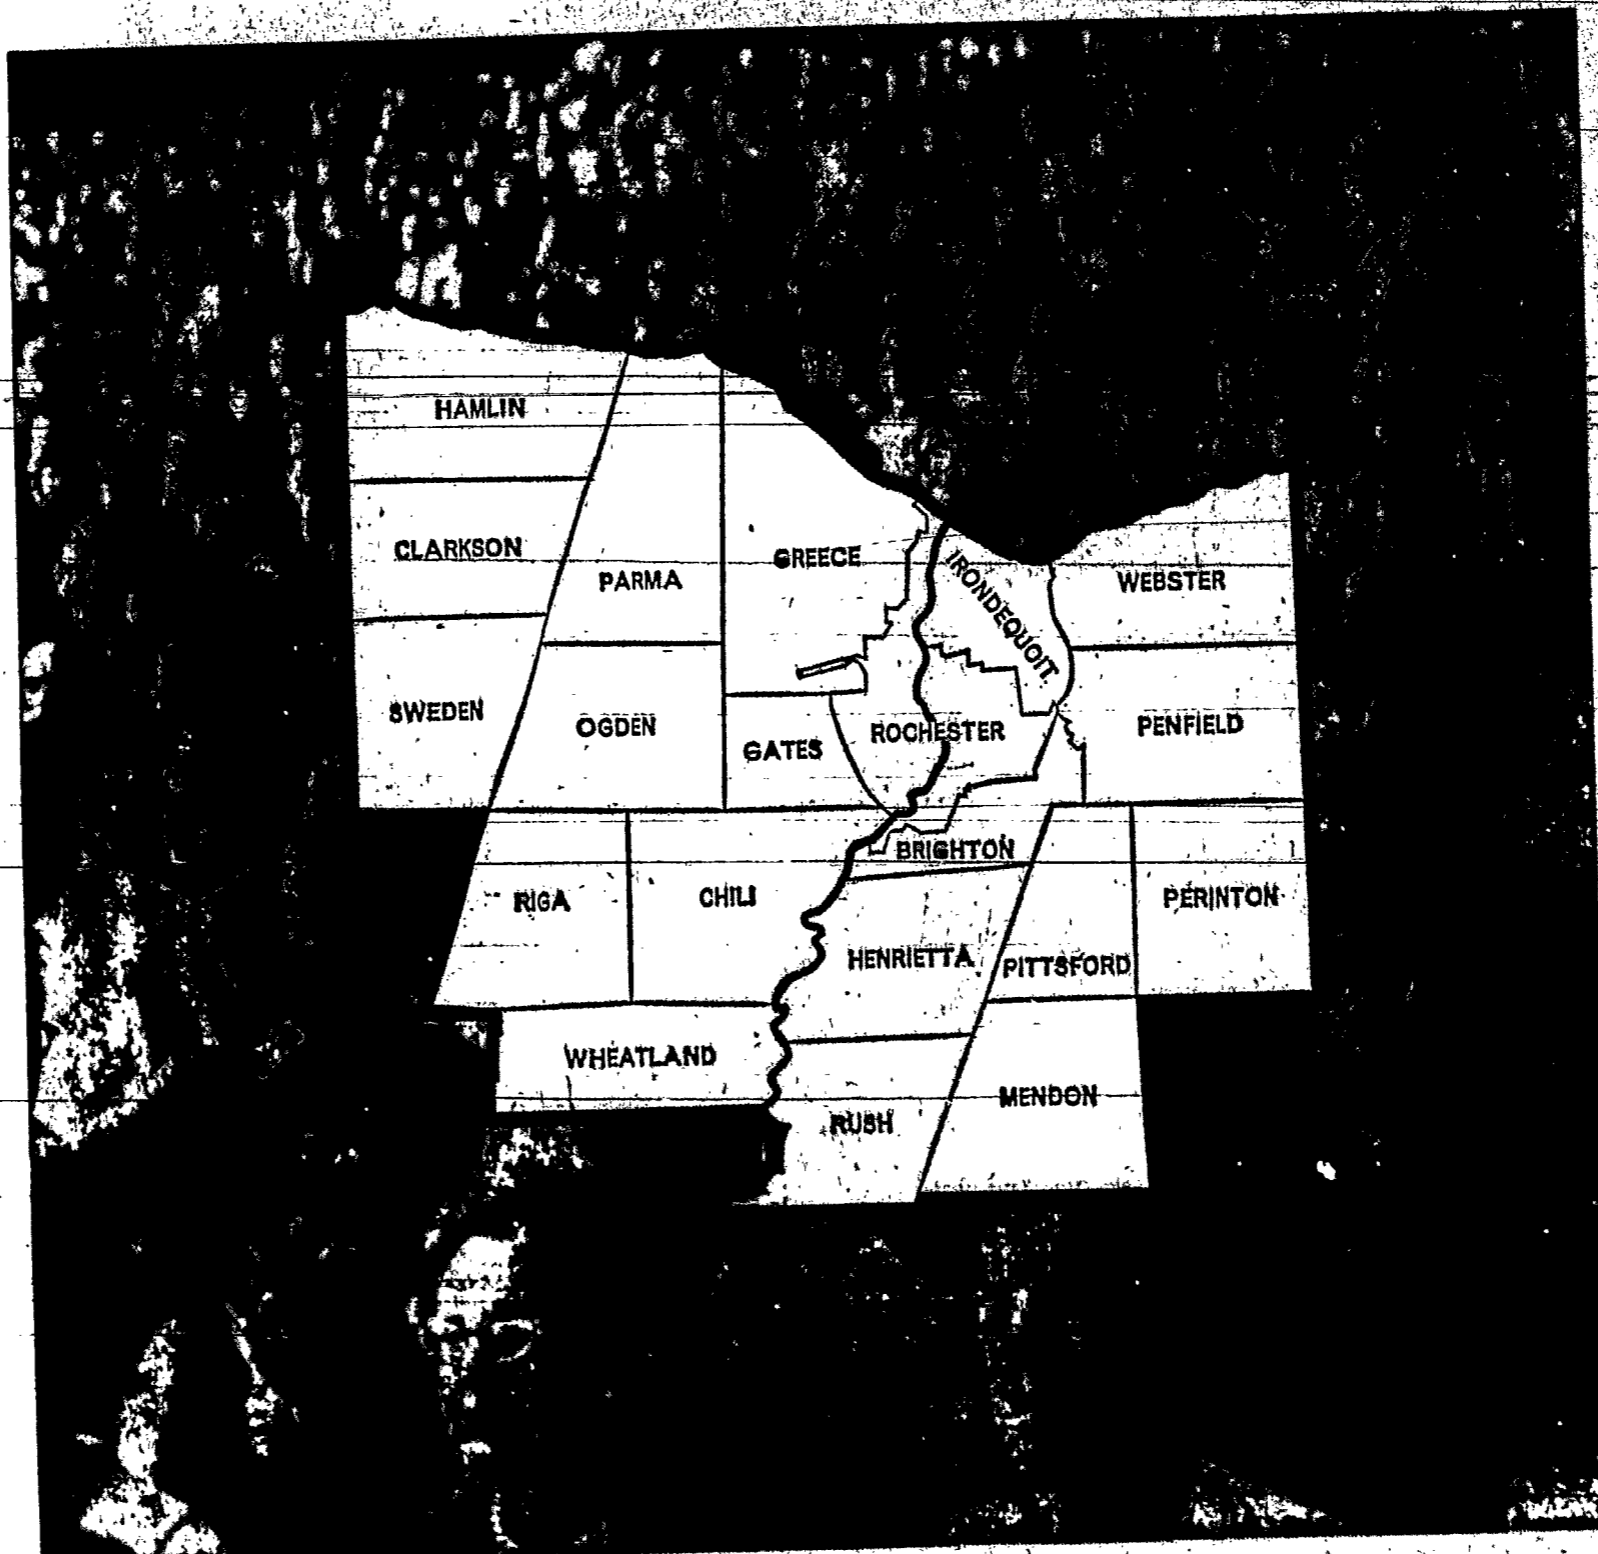 HAMLIN
CLARKSON
GREECE
PARMA
IRONDEQUOIT
WEBSTER
SWEDEN
OGDEN
GATES
ROCHESTER
PENFIELD
BRIGHTON
RIGA
CHILI
PERINTON
HENRIETTA
PITTSFORD
WHEATLAND
MENDON
RUSH